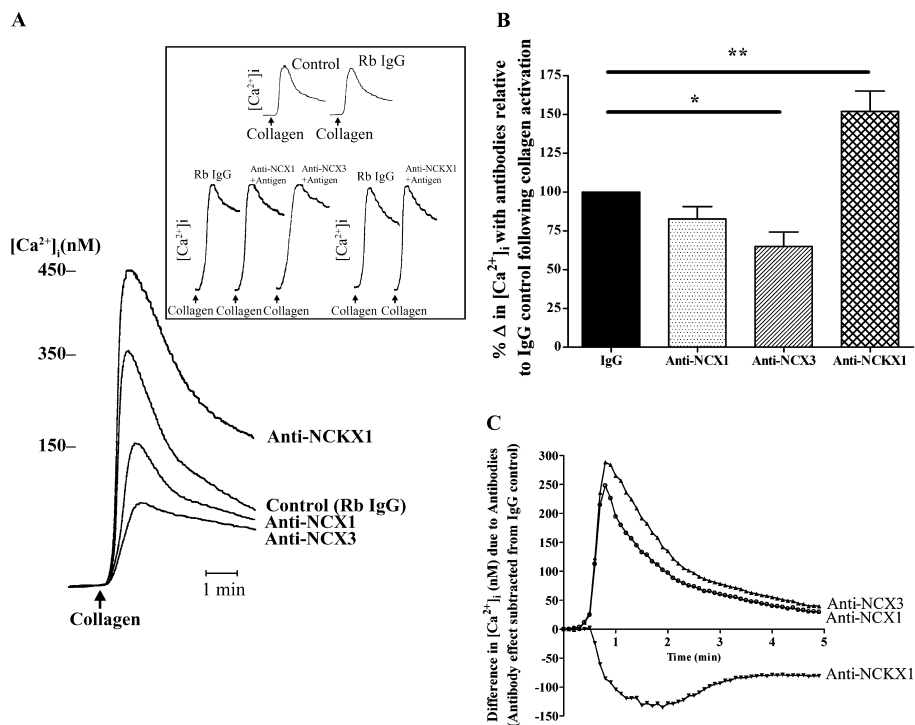 A
Control
Rb IgG
[Ca²⁺]i
Collagen
Collagen
Rb IgG
Anti-NCX1
+Antigen
Anti-NCX3
+Antigen
Rb IgG
Anti-NCKX1
+Antigen
[Ca²⁺]i
[Ca²⁺]i
Collagen
Collagen
Collagen
Collagen
Collagen
[Ca²⁺]i(nM)
450
350
150
Anti-NCKX1
Control (Rb IgG)
Anti-NCX1
Anti-NCX3
1 min
Collagen
B
% Δ in [Ca²⁺]i with antibodies relative
to IgG control following collagen activation
175
150
125
100
75
50
25
0
**
*
IgG
Anti-NCX1
Anti-NCX3
Anti-NCKX1
C
Difference in [Ca²⁺]i (nM) due to Antibodies
[Antibody effect subtracted from IgG control)
300
250
200
150
100
50
0
-50
-100
-150
1
2
3
4
5
Time (min)
Anti-NCX3
Anti-NCX1
Anti-NCKX1